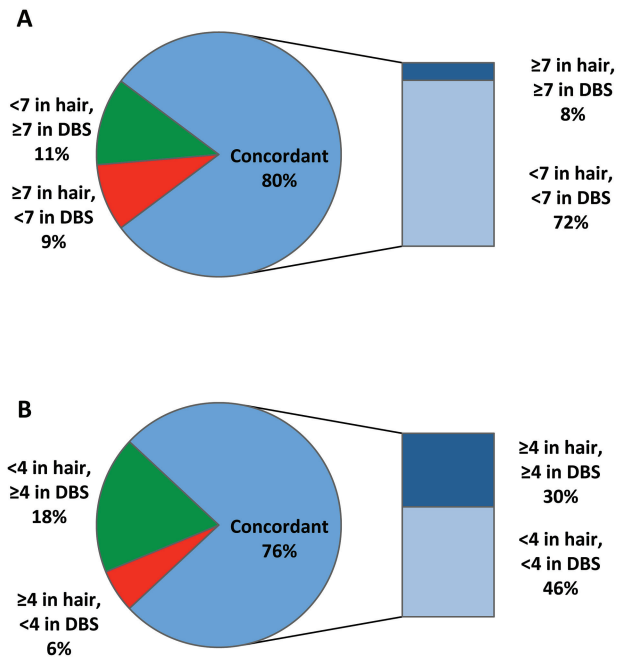 A
<7 in hair,
≥7 in DBS
11%
≥7 in hair,
<7 in DBS
9%
Concordant
80%
≥7 in hair,
≥7 in DBS
8%
<7 in hair,
<7 in DBS
72%
B
<4 in hair,
≥4 in DBS
18%
≥4 in hair,
<4 in DBS
6%
Concordant
76%
≥4 in hair,
≥4 in DBS
30%
<4 in hair,
<4 in DBS
46%